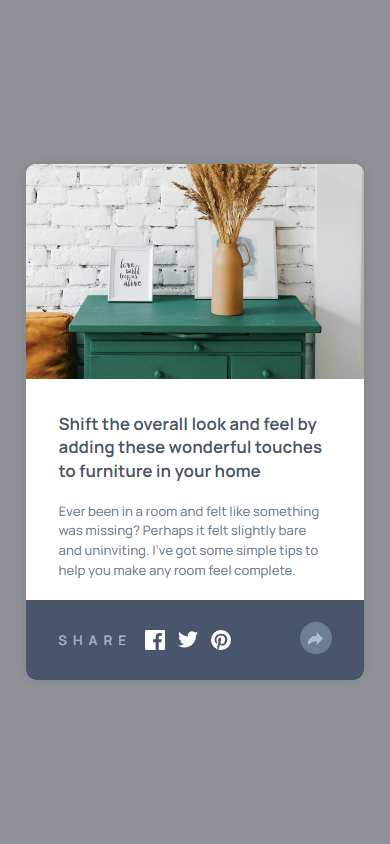 love
will
keep us
alive
Shift the overall look and feel by
adding these wonderful touches
to furniture in your home
Ever been in a room and felt like something
was missing? Perhaps it felt slightly bare
and uninviting. I've got some simple tips to
help you make any room feel complete.
SHARE